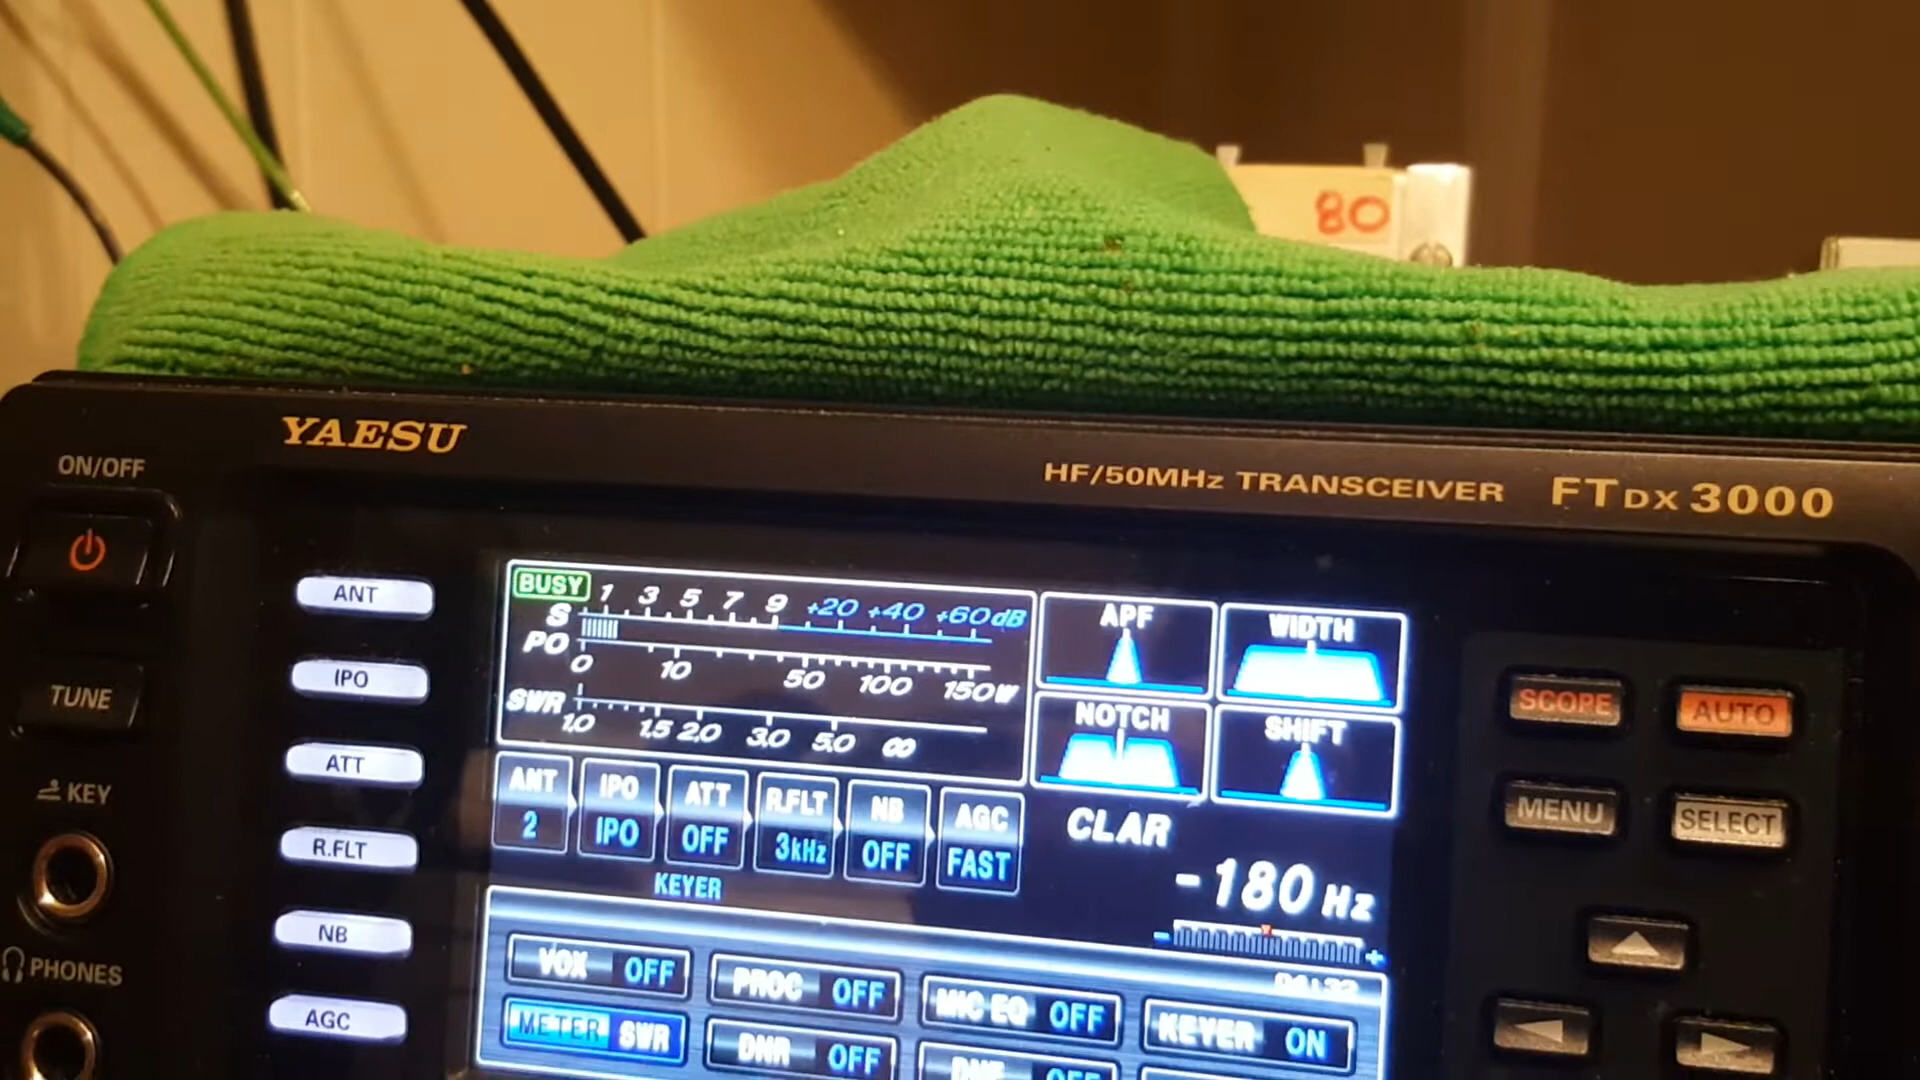 80
YAESU
HF/50MHz TRANSCEIVER FTDX 3000
ON/OFF
TUNE
KEY
PHONES
ANT
IPO
ATT
R.FLT
NB
AGC
BUSY
S 1 3 5 7 9 +20 +40 +60dB
PO 0 10 50 100 150W
SWR 1.0 1.5 2.0 3.0 5.0 ∞
APF
WIDTH
NOTCH
SHIFT
ANT IPO ATT R.FLT NB AGC
2 IPO OFF 3kHz OFF FAST
KEYER
CLAR
-180 Hz
- +
VOX OFF PROC OFF MIC EQ OFF KEYER ON
METER SWR DNR OFF DNF OFF
SCOPE AUTO
MENU SELECT